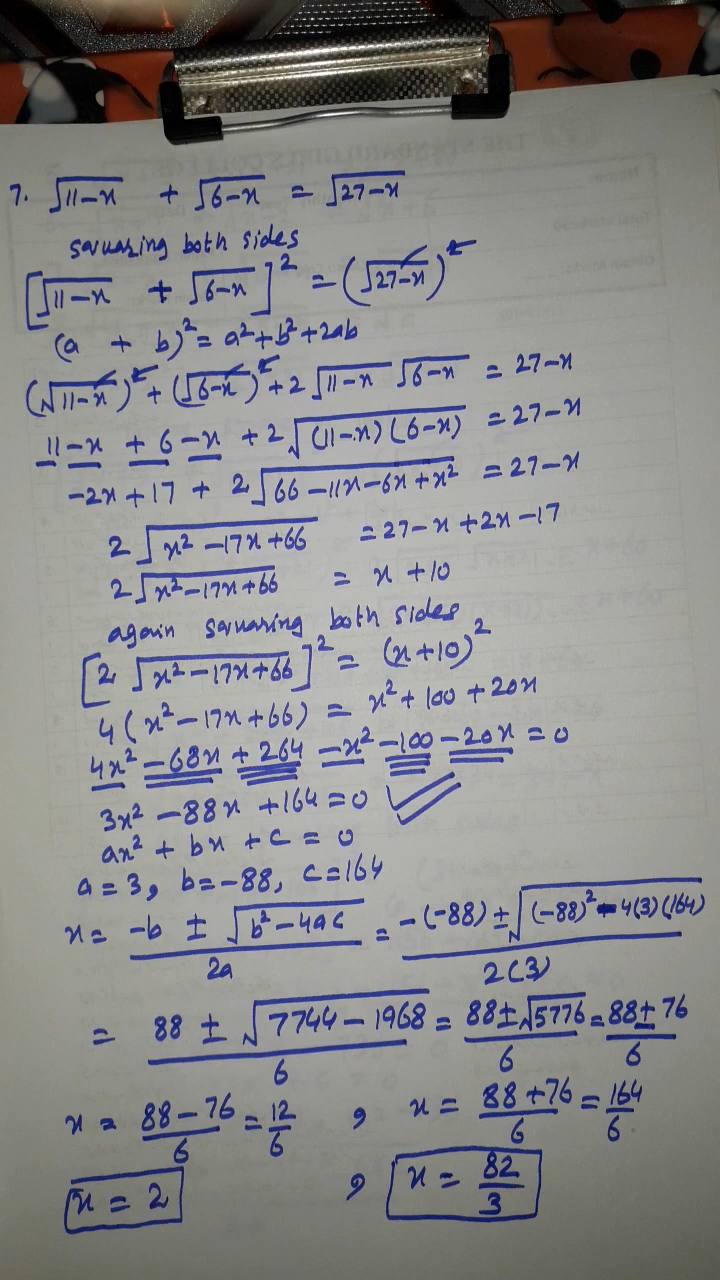 7. √11-x + √6-x = √27-x
squaring both sides
[√11-x + √6-x]² = (√27-x)²
(a + b)² = a²+b²+2ab
(√11-x)² + (√6-x)² + 2 √11-x √6-x = 27-x
11-x + 6-x + 2 √(11-x)(6-x) = 27-x
-2x+17 + 2 √66-11x-6x+x² = 27-x
2 √x²-17x+66 = 27-x+2x-17
2 √x²-17x+66 = x+10
again squaring both sides
[2 √x²-17x+66]² = (x+10)²
4(x²-17x+66) = x²+100+20x
4x²-68x+264-x²-100-20x=0
3x²-88x+164=0
ax²+bx+c=0
a=3, b=-88, c=164
x = -b ± √b²-4ac / 2a = -(-88) ± √(-88)²-4(3)(164) / 2(3)
= 88 ± √7744-1968 / 6 = 88±√5776 / 6 = 88±76 / 6
x = 88-76 / 6 = 12/6 , x = 88+76 / 6 = 164/6
x = 2 , x = 82/3